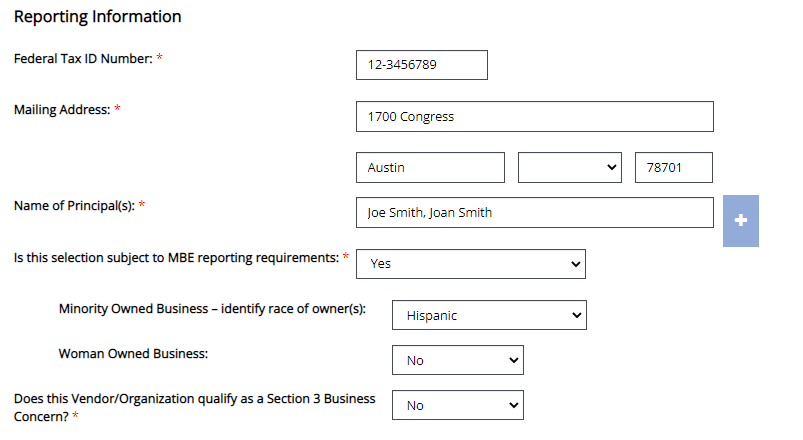 Reporting Information
Federal Tax ID Number: * 12-3456789
Mailing Address: * 1700 Congress
Austin 78701
Name of Principal(s): * Joe Smith, Joan Smith +
Is this selection subject to MBE reporting requirements: * Yes
Minority Owned Business – identify race of owner(s): Hispanic
Woman Owned Business: No
Does this Vendor/Organization qualify as a Section 3 Business No
Concern? *